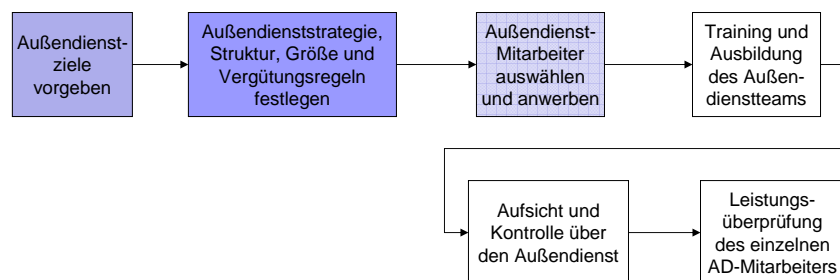 Außendienst-
ziele
vorgeben
Außendienststrategie,
Struktur, Größe und
Vergütungsregeln
festlegen
Außendienst-
Mitarbeiter
auswählen
und anwerben
Training und
Ausbildung
des Außen-
dienstteams
Aufsicht und
Kontrolle über
den Außendienst
Leistungs-
überprüfung
des einzelnen
AD-Mitarbeiters